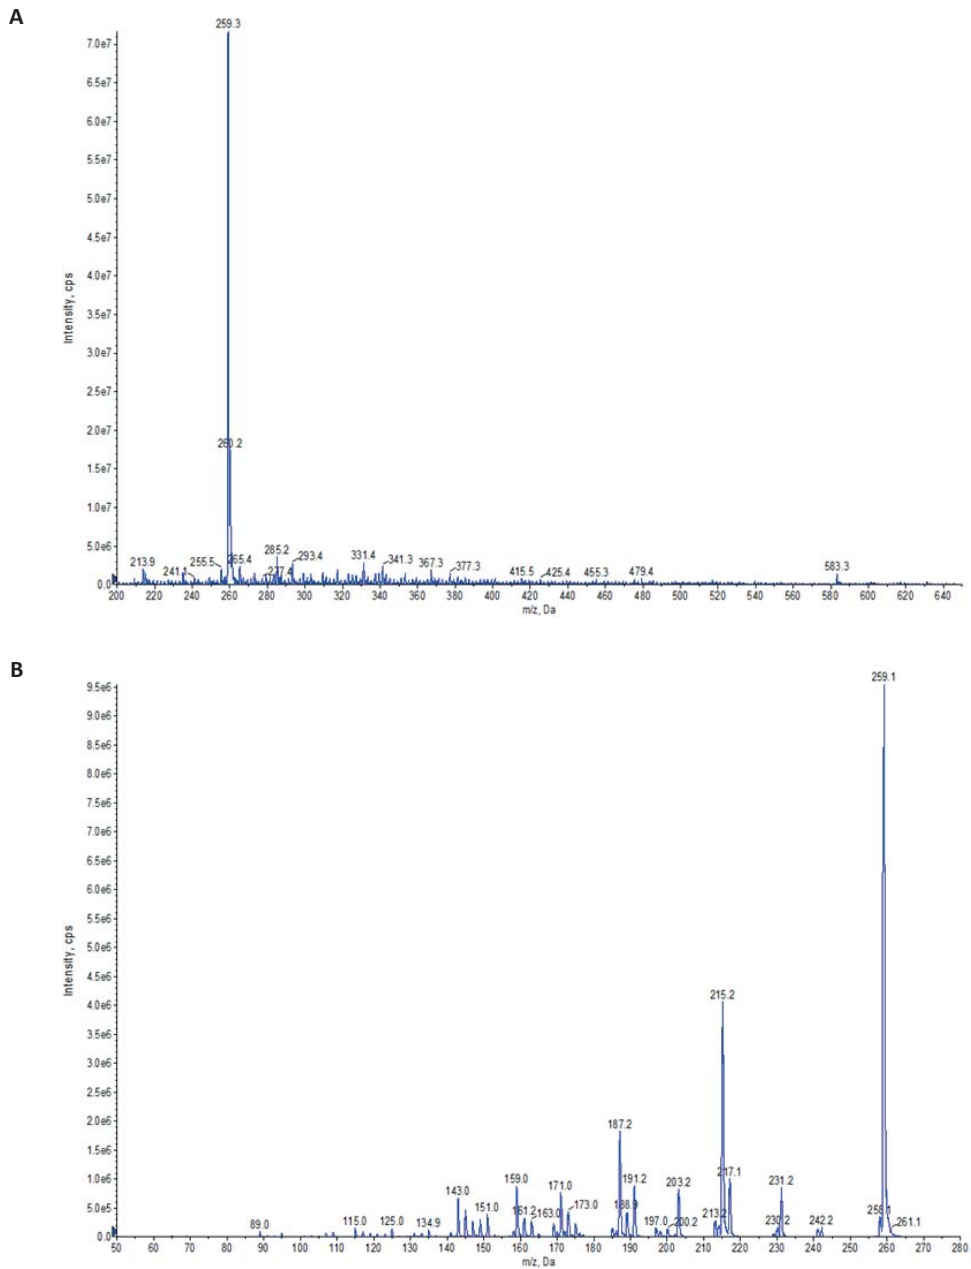 A
259.3
7.0e7
6.5e7
6.0e7
5.5e7
5.0e7
4.5e7
4.0e7
3.5e7
3.0e7
2.5e7
2.0e7
1.5e7
1.0e7
5.0e6
0.0
Intensity, cps
260.2
213.9
241.1
255.5
265.4
285.2
277.4
293.4
331.4
341.3
367.3
377.3
415.5
425.4
455.3
479.4
583.3
200 220 240 260 280 300 320 340 360 380 400 420 440 460 480 500 520 540 560 580 600 620 640
m/z, Da
B
259.1
9.5e6
9.0e6
8.5e6
8.0e6
7.5e6
7.0e6
6.5e6
6.0e6
5.5e6
5.0e6
4.5e6
4.0e6
3.5e6
3.0e6
2.5e6
2.0e6
1.5e6
1.0e6
5.0e5
0.0
Intensity, cps
215.2
187.2
217.1
159.0
171.0
191.2
203.2
231.2
143.0
151.0
161.2
163.0
173.0
188.9
197.0
200.2
213.2
230.2
242.2
258.1
261.1
89.0
115.0
125.0
134.9
50 60 70 80 90 100 110 120 130 140 150 160 170 180 190 200 210 220 230 240 250 260 270 280
m/z, Da